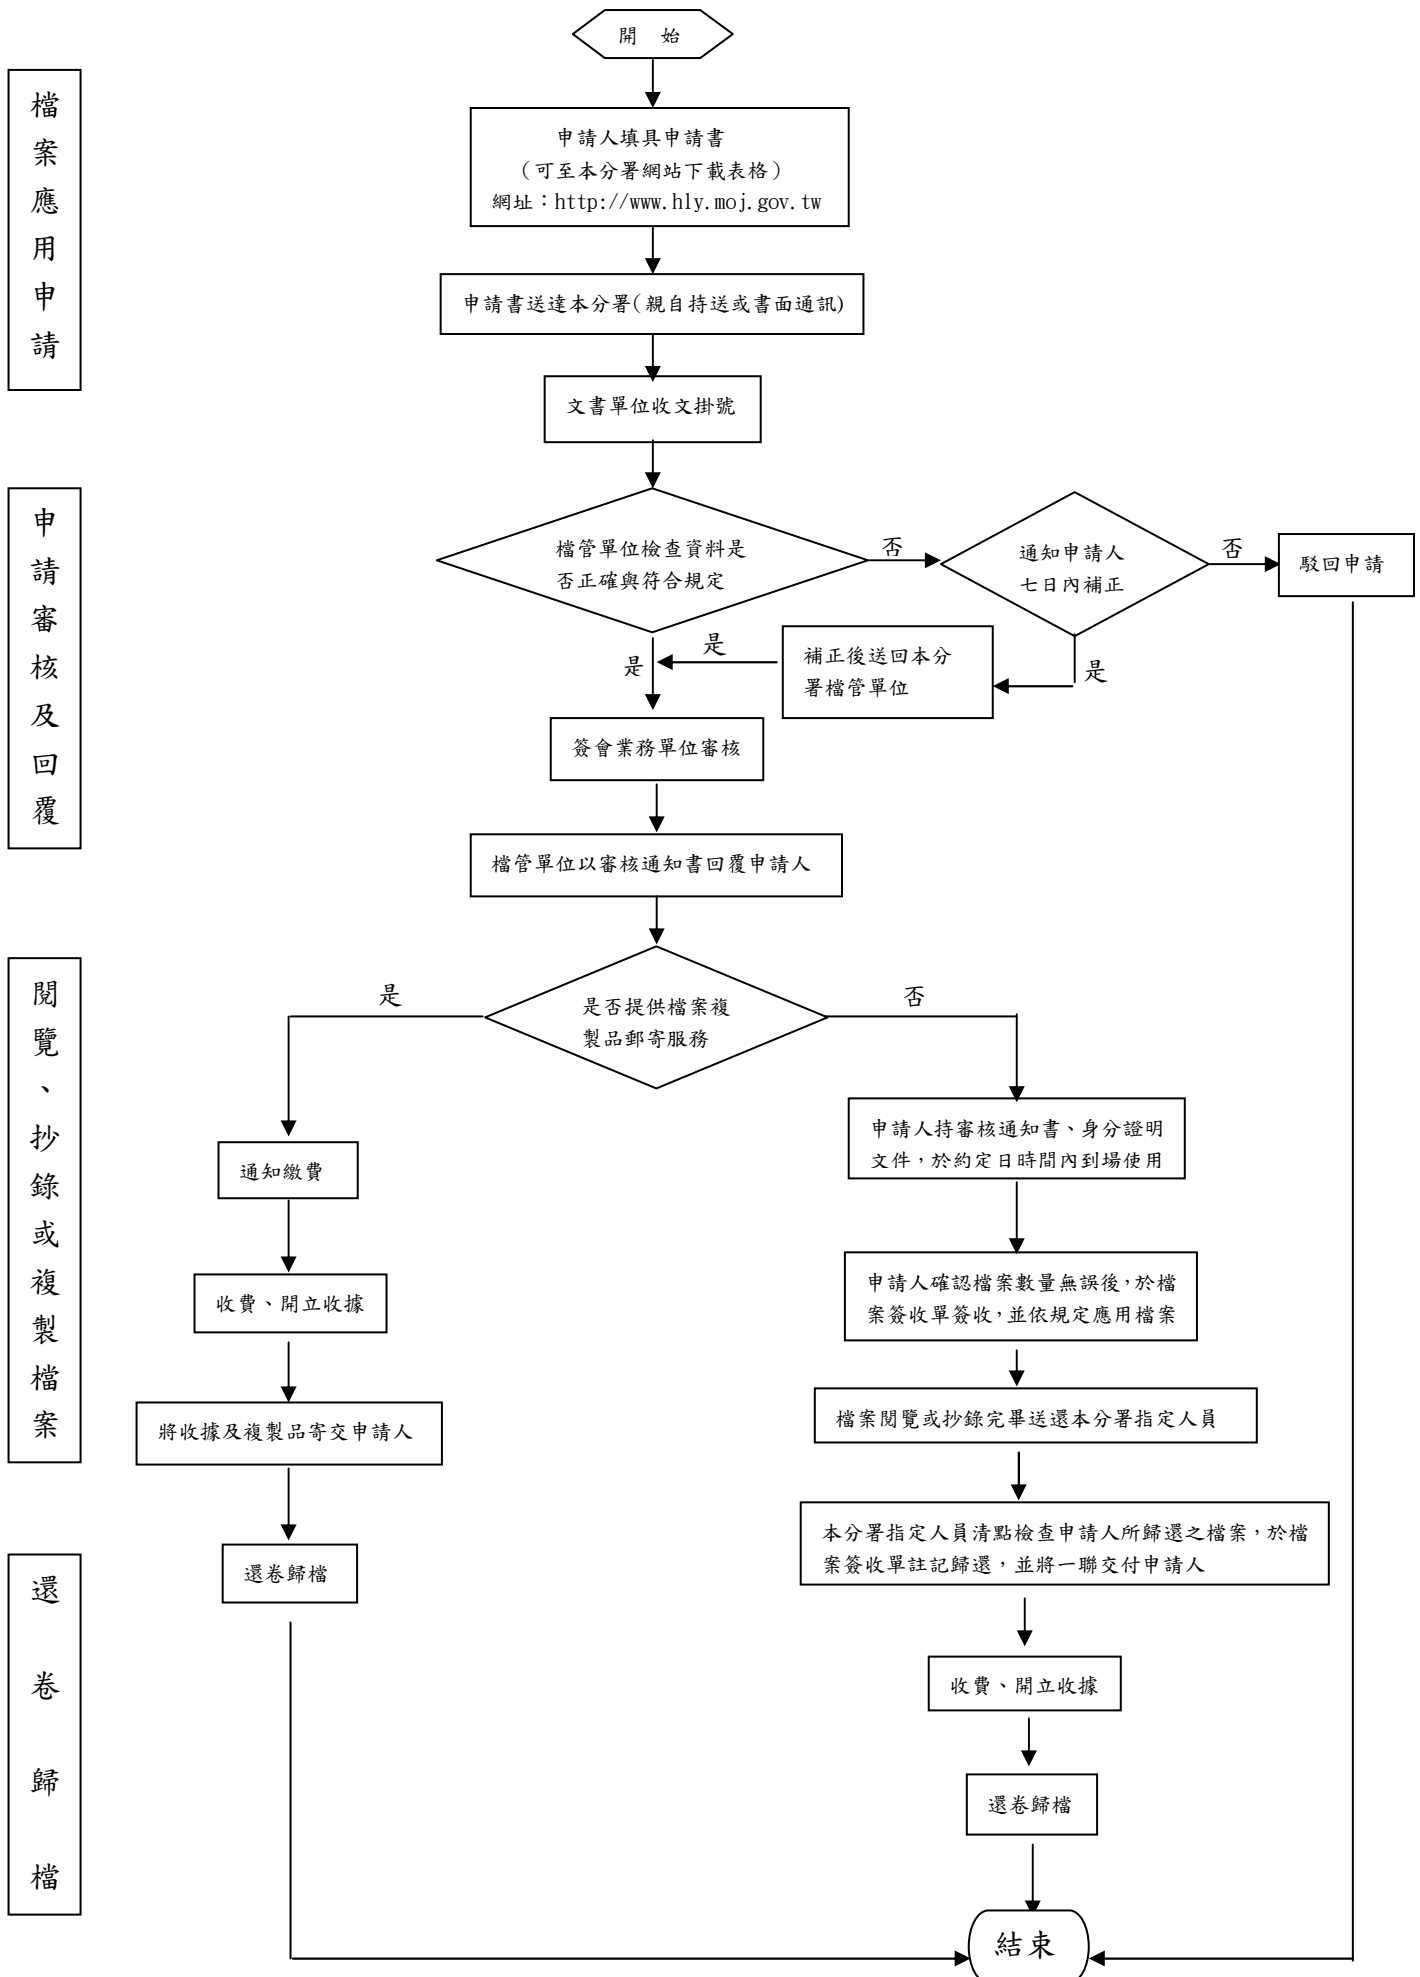 開 始
檔案應用申請
申請人填具申請書
（可至本分署網站下載表格）
網址：http://www.hly.moj.gov.tw
申請書送達本分署(親自持送或書面通訊)
文書單位收文掛號
申請審核及回覆
檔管單位檢查資料是
否正確與符合規定
否
通知申請人
七日內補正
否
駁回申請
是
是
補正後送回本分
署檔管單位
是
簽會業務單位審核
檔管單位以審核通知書回覆申請人
閱覽、抄錄或複製檔案
是
是否提供檔案複
製品郵寄服務
否
通知繳費
收費、開立收據
將收據及複製品寄交申請人
還卷歸檔
申請人持審核通知書、身分證明
文件，於約定日時間內到場使用
申請人確認檔案數量無誤後，於檔
案簽收單簽收，並依規定應用檔案
檔案閱覽或抄錄完畢送還本分署指定人員
本分署指定人員清點檢查申請人所歸還之檔案，於檔
案簽收單註記歸還，並將一聯交付申請人
還卷歸檔
收費、開立收據
還卷歸檔
結束